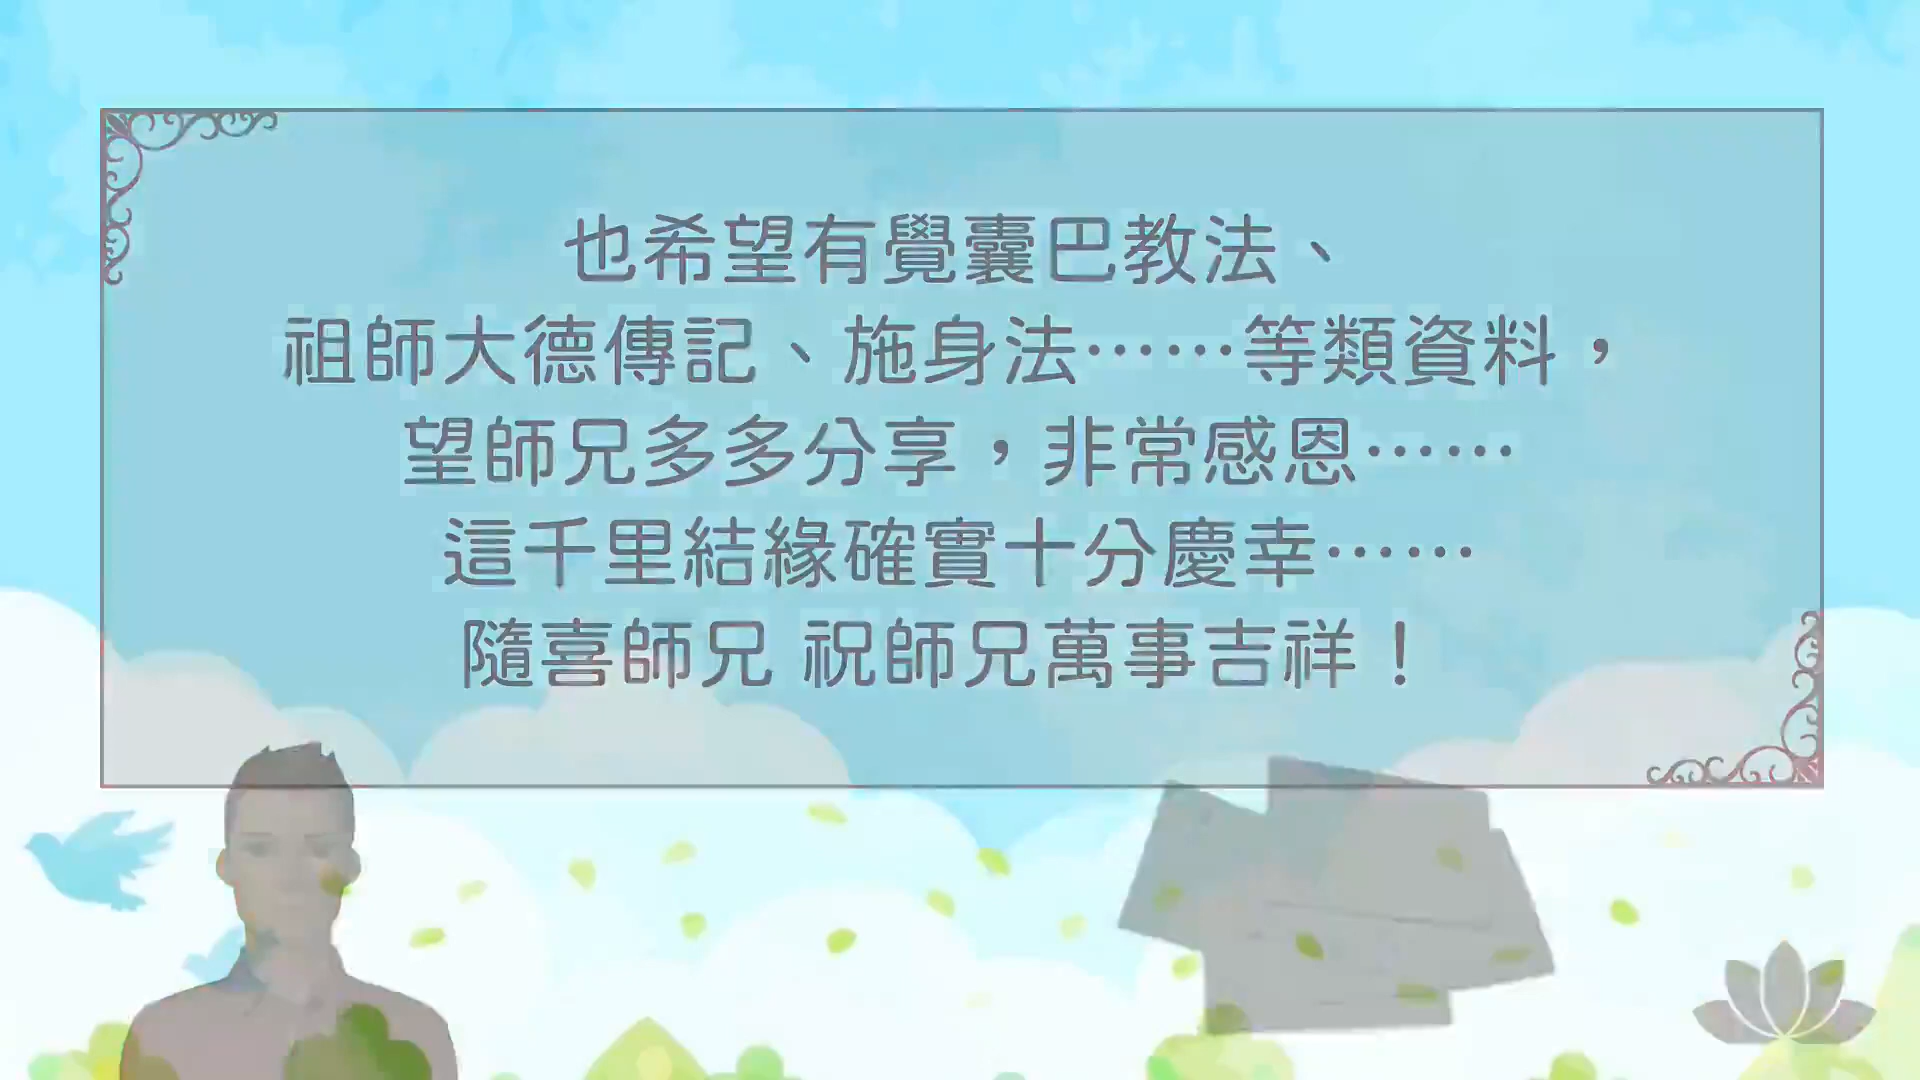 也希望有覺囊巴教法、
祖師大德傳記、施身法⋯⋯等類資料，
望師兄多多分享，非常感恩⋯⋯
這千里結緣確實十分慶幸⋯⋯
隨喜師兄 祝師兄萬事吉祥！